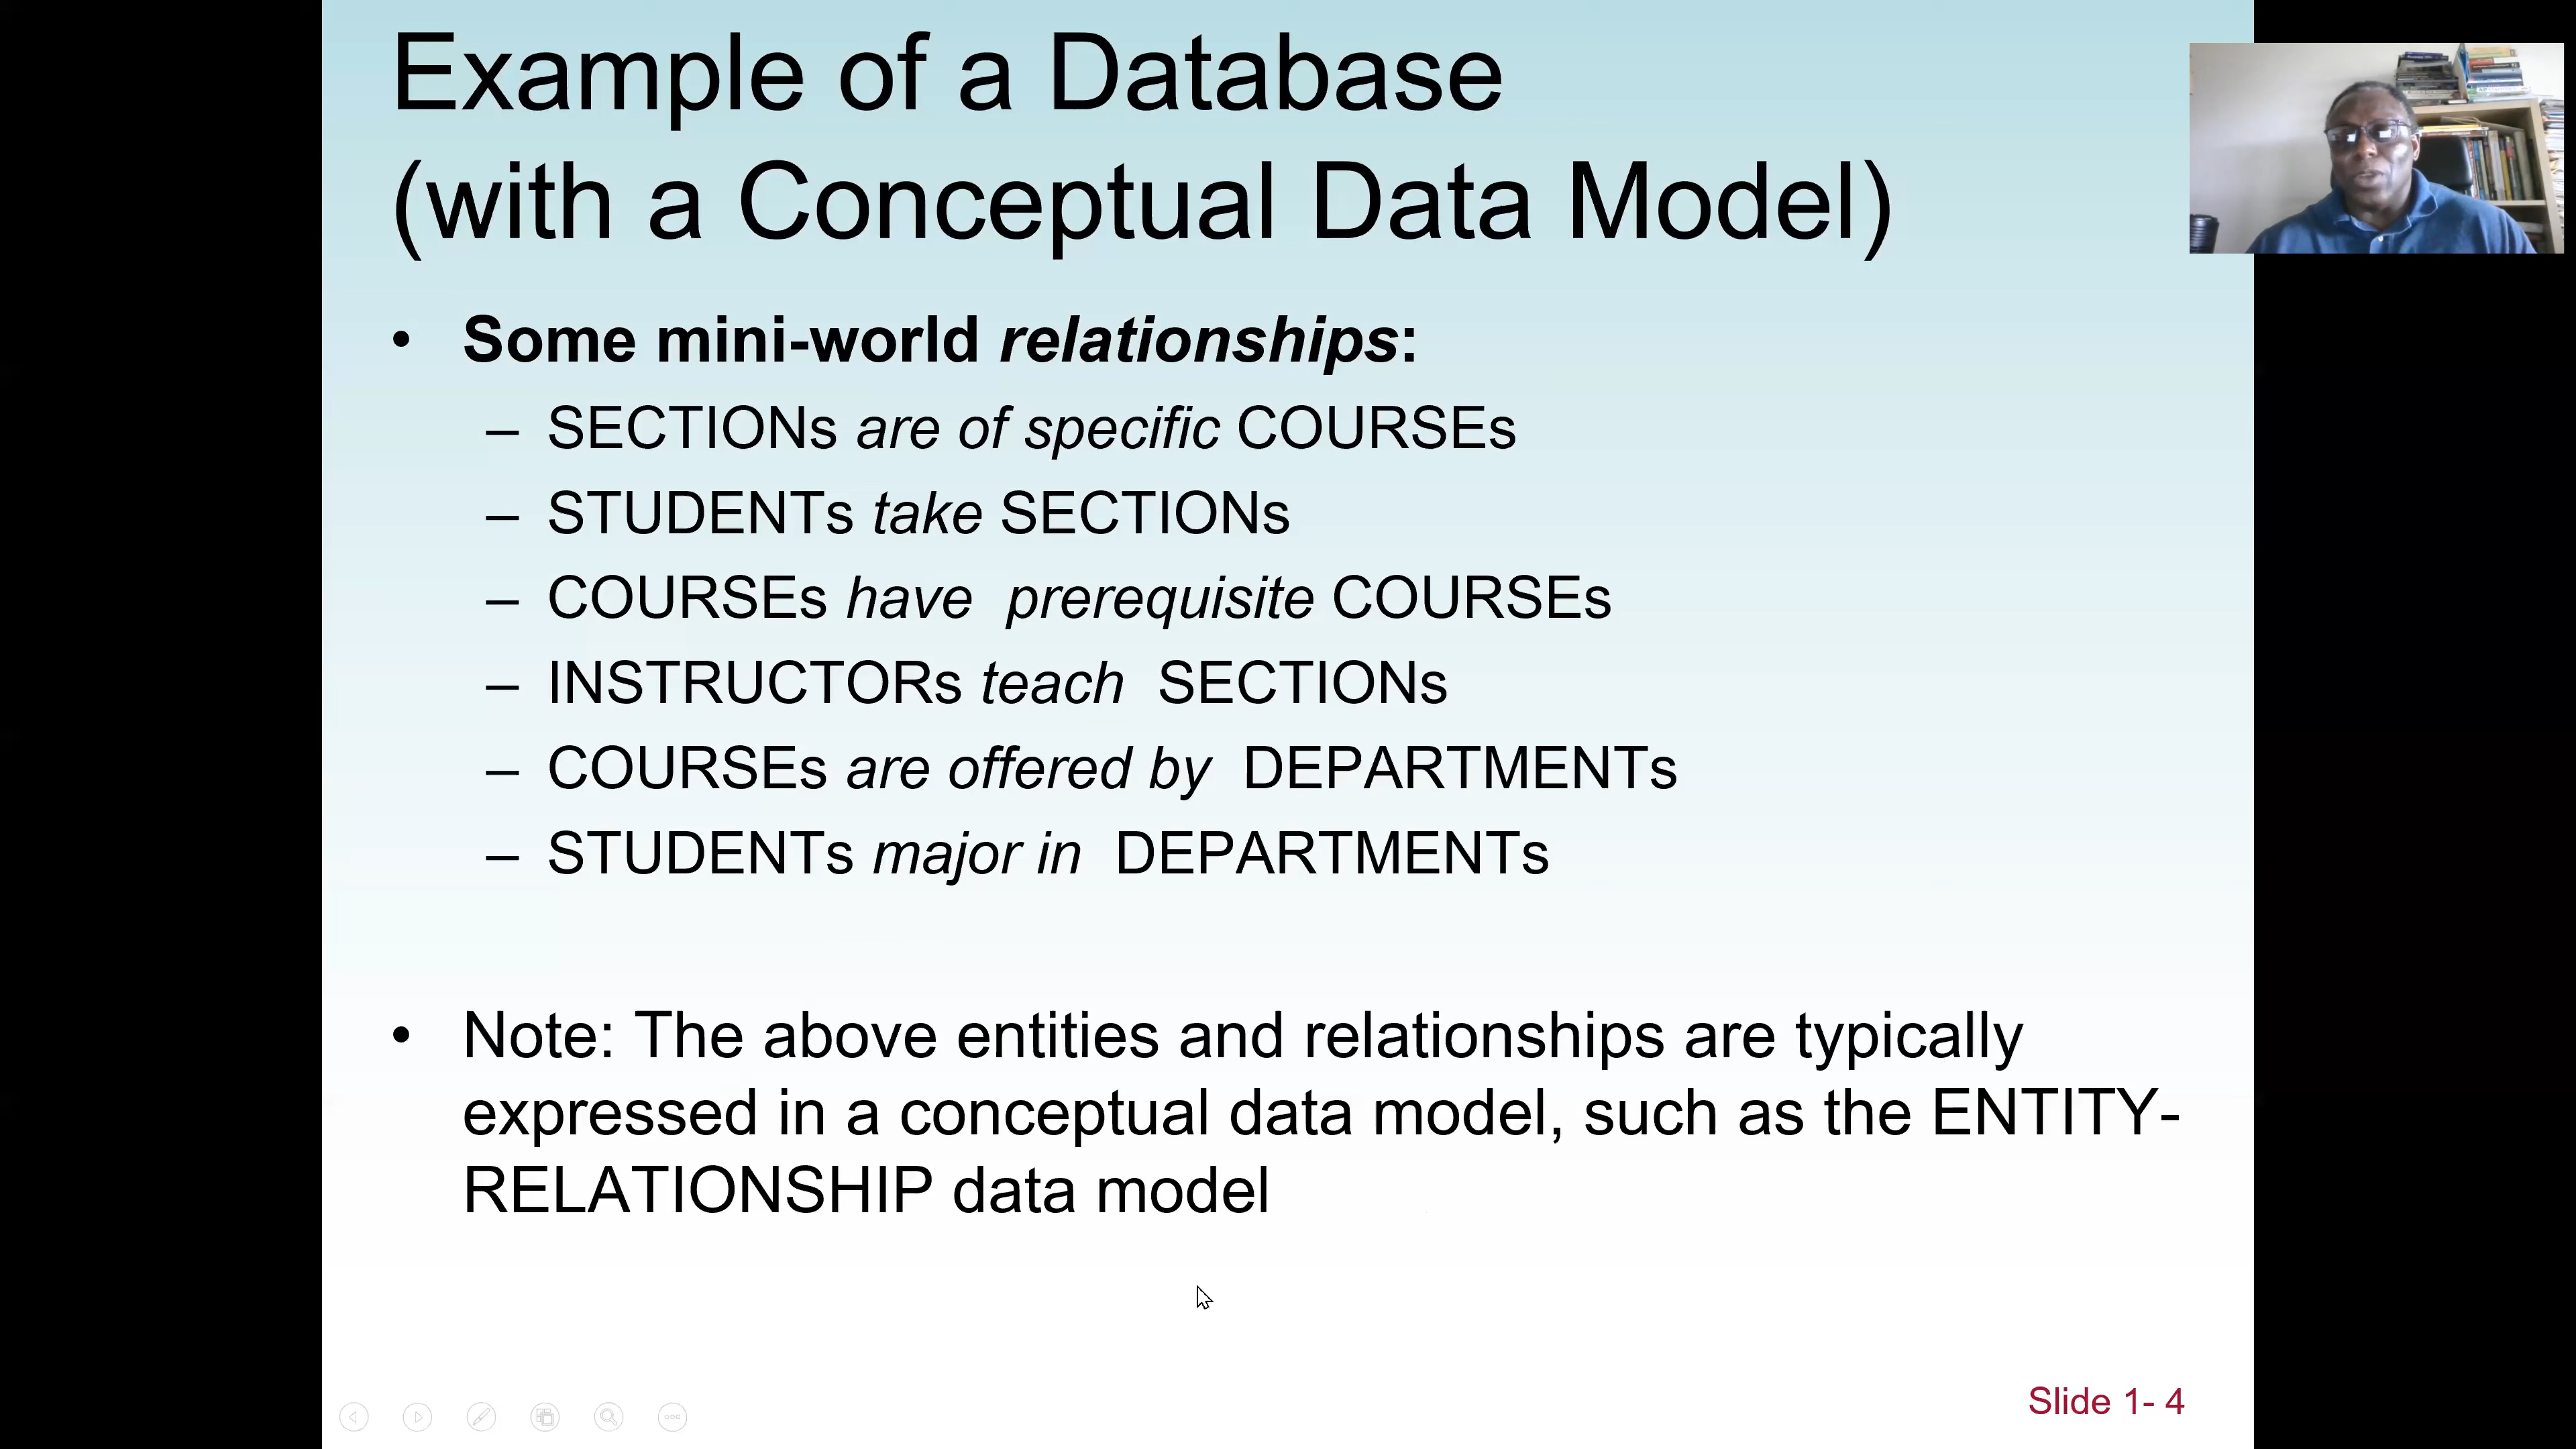 Example of a Database
(with a Conceptual Data Model)
• Some mini-world relationships:
– SECTIONs are of specific COURSEs
– STUDENTs take SECTIONs
– COURSEs have prerequisite COURSEs
– INSTRUCTORs teach SECTIONs
– COURSEs are offered by DEPARTMENTs
– STUDENTs major in DEPARTMENTs
• Note: The above entities and relationships are typically
expressed in a conceptual data model, such as the ENTITY-
RELATIONSHIP data model
Slide 1- 4